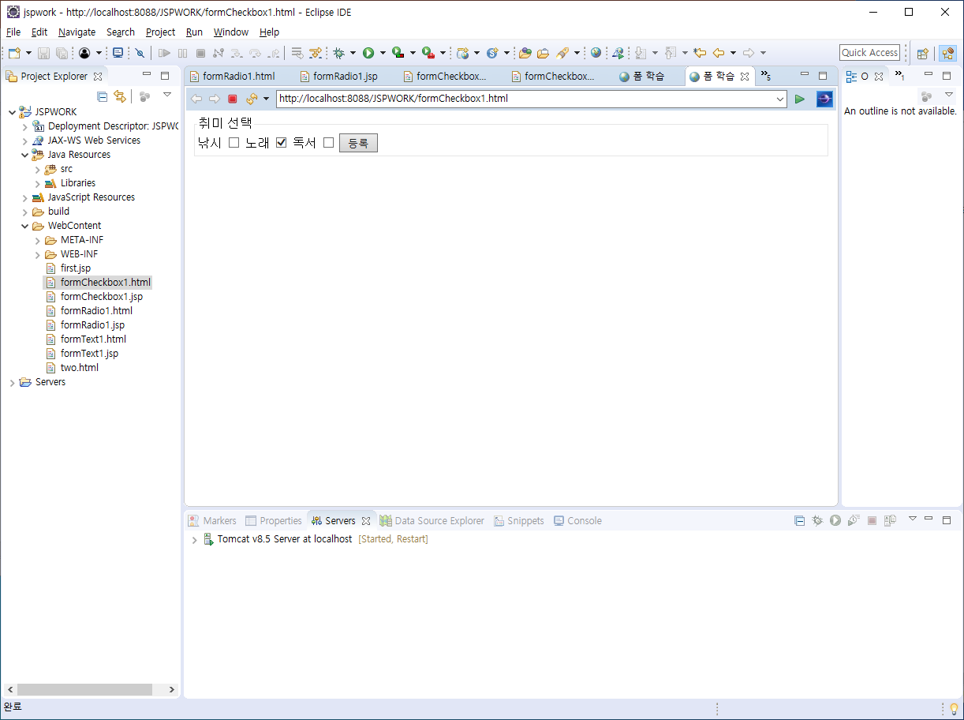 jspwork - http://localhost:8088/JSPWORK/formCheckbox1.html - Eclipse IDE
File Edit Navigate Search Project Run Window Help
Quick Access
Project Explorer
formRadio1.html formRadio1.jsp formCheckbox... formCheckbox... 폼 학습 폼 학습 »5
O »1
http://localhost:8088/JSPWORK/formCheckbox1.html
An outline is not available.
JSPWORK
Deployment Descriptor: JSPWC
JAX-WS Web Services
Java Resources
src
Libraries
JavaScript Resources
build
WebContent
META-INF
WEB-INF
first.jsp
formCheckbox1.html
formCheckbox1.jsp
formRadio1.html
formRadio1.jsp
formText1.html
formText1.jsp
two.html
Servers
취미 선택
낚시 노래 독서 등록
Markers Properties Servers Data Source Explorer Snippets Console
Tomcat v8.5 Server at localhost [Started, Restart]
완료